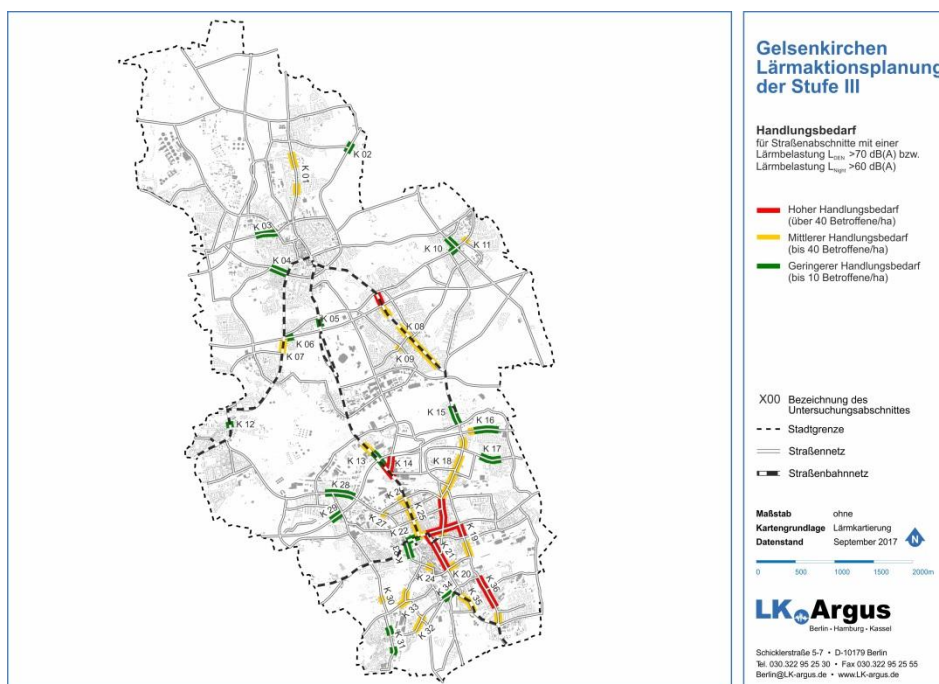 K 02
K 01
K 03
K 10
K 11
K 04
K 05
K 08
K 06
K 07
K 09
K 15
K 12
K 16
K 13
K 14
K 17
K 18
K 28
K 29
K 27
K 25
K 22
K 19
K 21
K 24
K 20
K 36
K 34
K 35
K 30
K 33
K 32
K 31
Gelsenkirchen
Lärmaktionsplanung
der Stufe III
Handlungsbedarf
für Straßenabschnitte mit einer
Lärmbelastung LDEN >70 dB(A) bzw.
Lärmbelastung LNight >60 dB(A)
Hoher Handlungsbedarf
(über 40 Betroffene/ha)
Mittlerer Handlungsbedarf
(bis 40 Betroffene/ha)
Geringerer Handlungsbedarf
(bis 10 Betroffene/ha)
X00 Bezeichnung des
Untersuchungsabschnittes
Stadtgrenze
Straßennetz
Straßenbahnnetz
Maßstab ohne
Kartengrundlage Lärmkartierung
Datenstand September 2017
N
0 500 1000 1500 2000m
LK Argus
Berlin • Hamburg • Kassel
Schicklerstraße 5-7 • D-10179 Berlin
Tel. 030.322 95 25 30 • Fax 030.322 95 25 55
Berlin@LK-argus.de • www.LK-argus.de